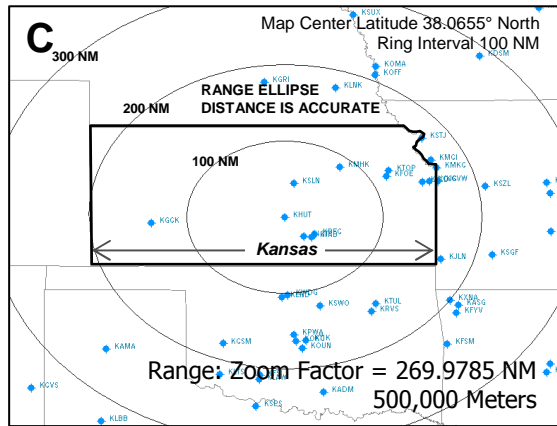 C
Map Center Latitude 38.0655° North
Ring Interval 100 NM
KSUX
300 NM
KDSM
KOMA
KOFF
KGRI
KLNK
RANGE ELLIPSE
DISTANCE IS ACCURATE
200 NM
KSTJ
100 NM
KMHK
KTOP
KFOE
KMCI
KMKC
KSLN
KSZL
KGCK
KHUT
Kansas
KJLN
KSGF
KSWO
KTUL
KRVS
KXNA
KASG
KFYV
KPWA
KOUN
KGSM
KFSM
KAMA
Range: Zoom Factor = 269.9785 NM
500,000 Meters
KGVS
KADM
KSPS
KLBB